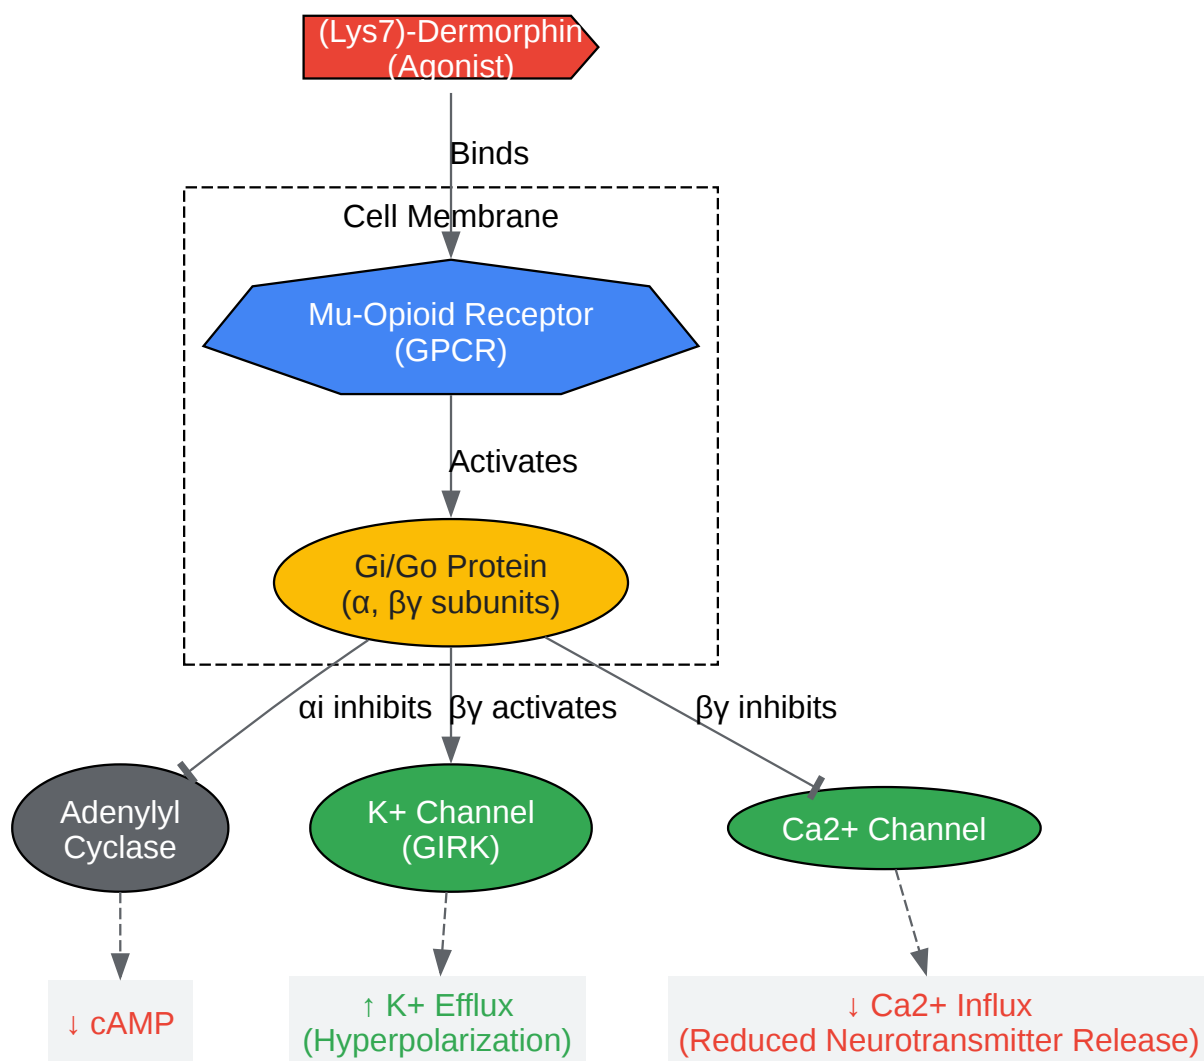 (Lys7)-Dermorphin
(Agonist)
Binds
Cell Membrane
Mu-Opioid Receptor
(GPCR)
Activates
Gi/Go Protein
(α, βγ subunits)
αi inhibits
βγ activates
βγ inhibits
Adenylyl
Cyclase
K+ Channel
(GIRK)
Ca2+ Channel
↓ cAMP
↑ K+ Efflux
(Hyperpolarization)
↓ Ca2+ Influx
(Reduced Neurotransmitter Release)